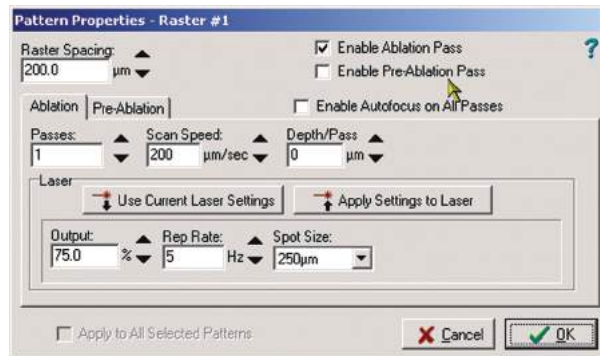 Pattern Properties - Raster #1
Raster Spacing:
200.0 µm
Enable Ablation Pass
Enable Pre-Ablation Pass
?
Ablation Pre-Ablation
Enable Autofocus on All Passes
Passes: Scan Speed: Depth/Pass
1 200 µm/sec 0 µm
Laser
Use Current Laser Settings Apply Settings to Laser
Output: Rep Rate: Spot Size:
75.0 % 5 Hz 250µm
Apply to All Selected Patterns
Cancel OK